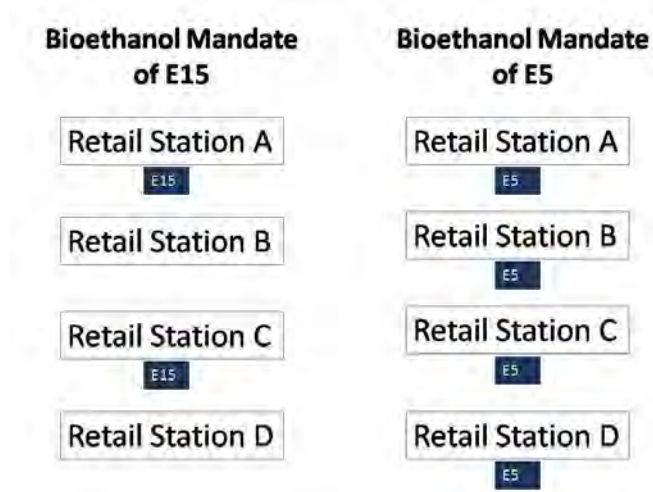 Bioethanol Mandate
of E15
Retail Station A
E15
Retail Station B
Retail Station C
E15
Retail Station D
Bioethanol Mandate
of E5
Retail Station A
E5
Retail Station B
E5
Retail Station C
E5
Retail Station D
E5